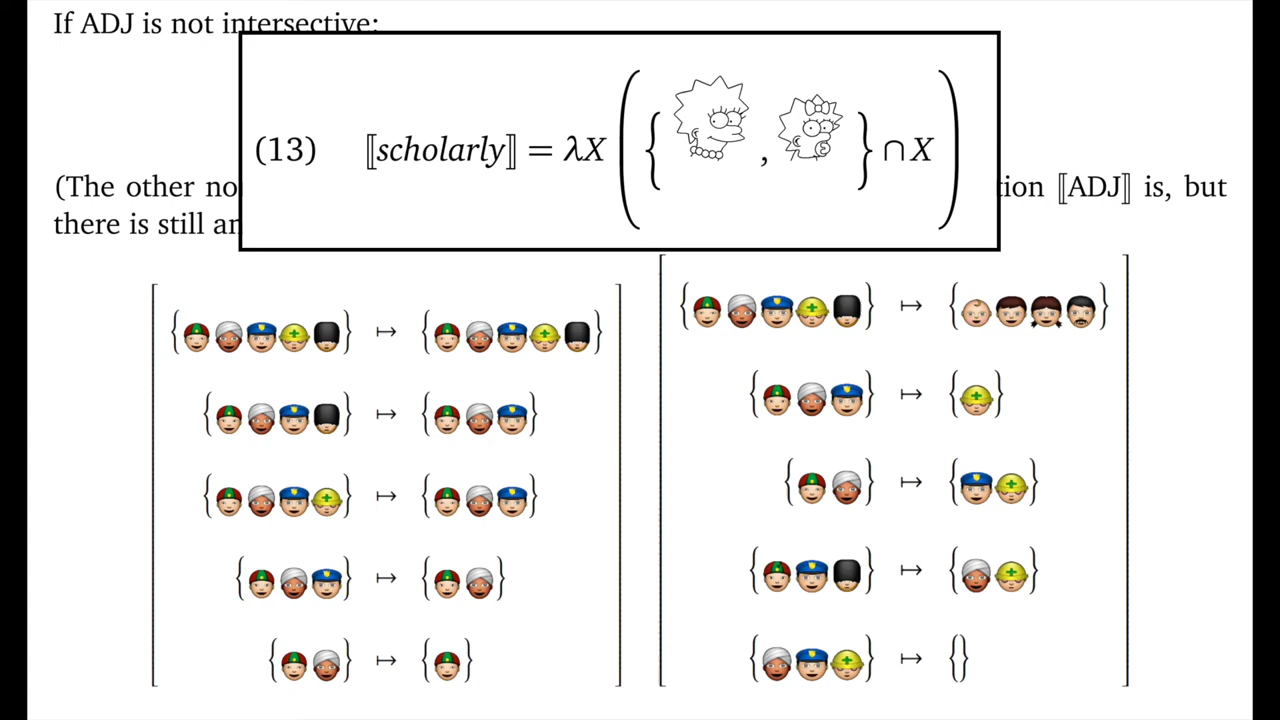 If ADJ is not intersective:
(13) ⟦scholarly⟧ = λX ({ , } ∩ X)
(The other no tion ⟦ADJ⟧ is, but
there is still an
{ } ↦ { }
{ } ↦ { }
{ } ↦ { }
{ } ↦ { }
{ } ↦ { }
{ } ↦ { }
{ } ↦ { }
{ } ↦ { }
{ } ↦ { }
{ } ↦ {}